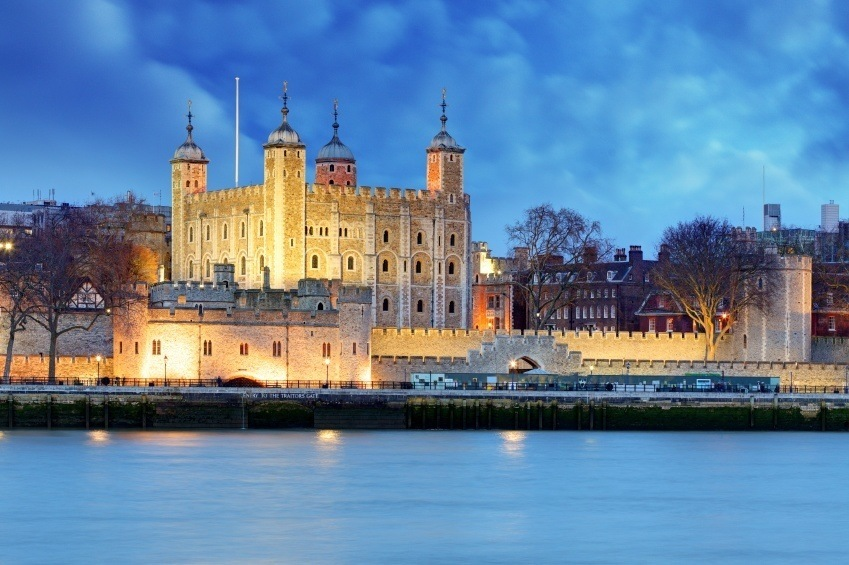 ENTRY TO THE TRAITORS GATE